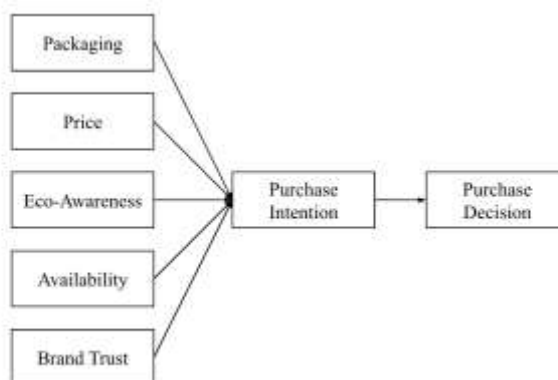 Packaging
Price
Eco-Awareness
Availability
Brand Trust
Purchase
Intention
Purchase
Decision